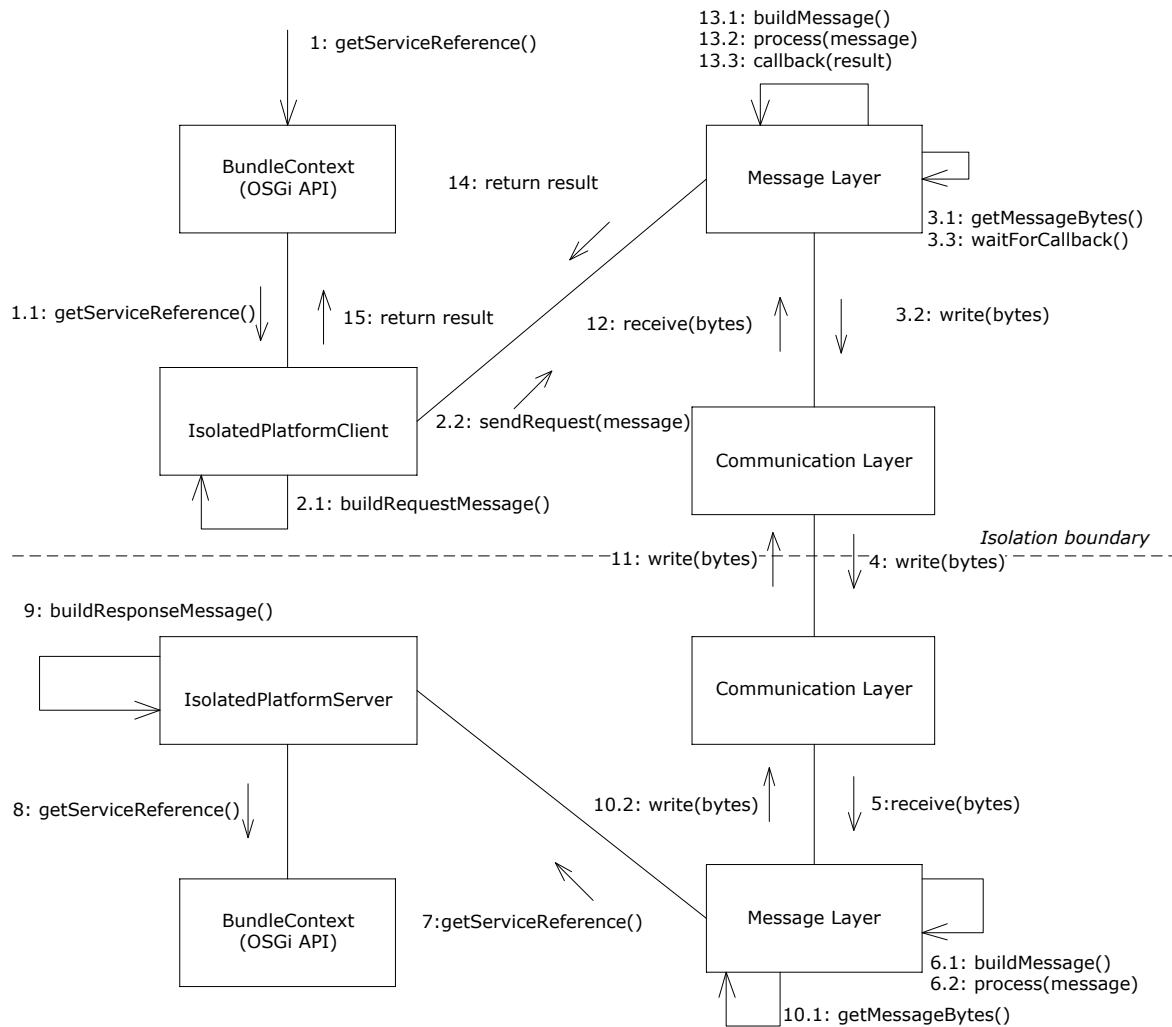 13.1: buildMessage()
13.2: process(message)
13.3: callback(result)
1: getServiceReference()
BundleContext
(OSGi API)
14: return result
Message Layer
3.1: getMessageBytes()
3.3: waitForCallback()
1.1: getServiceReference()
15: return result
12: receive(bytes)
3.2: write(bytes)
IsolatedPlatformClient
2.2: sendRequest(message)
Communication Layer
2.1: buildRequestMessage()
Isolation boundary
11: write(bytes)
4: write(bytes)
9: buildResponseMessage()
IsolatedPlatformServer
Communication Layer
8: getServiceReference()
10.2: write(bytes)
5:receive(bytes)
BundleContext
(OSGi API)
7:getServiceReference()
Message Layer
6.1: buildMessage()
6.2: process(message)
10.1: getMessageBytes()